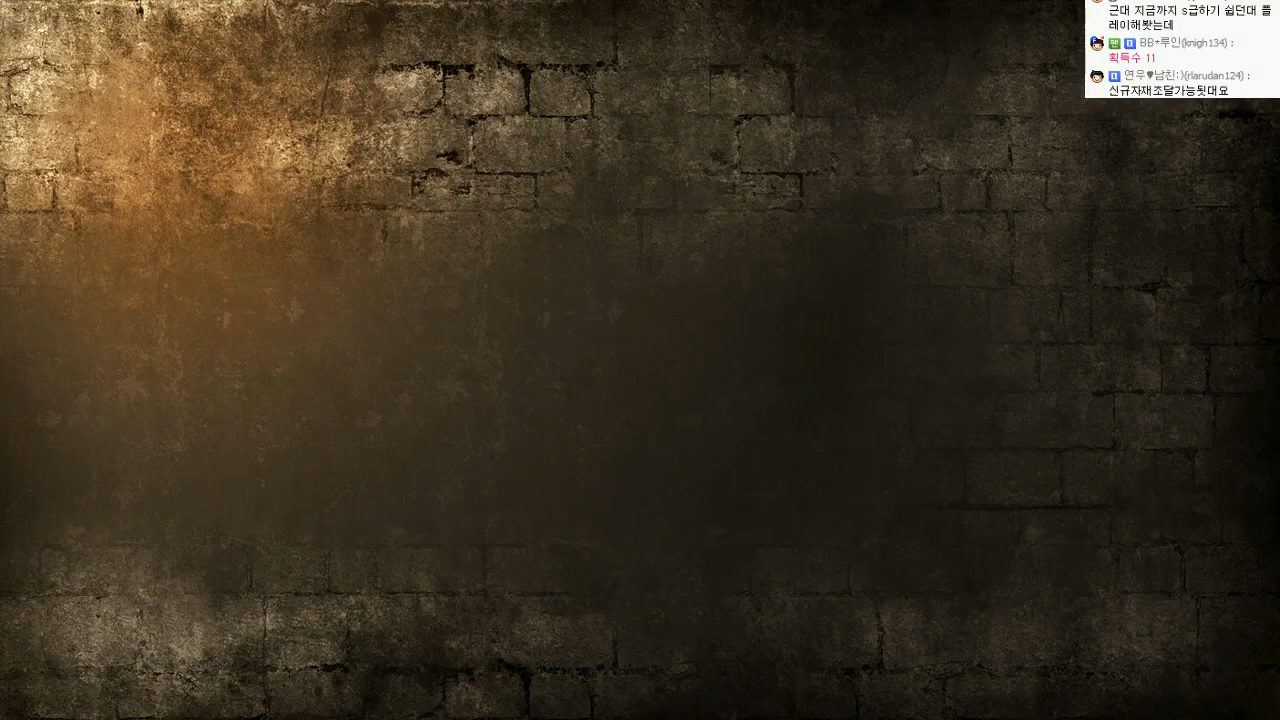 근대 지금까지 s급하기 쉽던대 플
레이해봣는데
팬 BB*루인(knigh134) :
획득수 11
연우♥남친:)(rlarudan124) :
신규자재조달가능됫대요